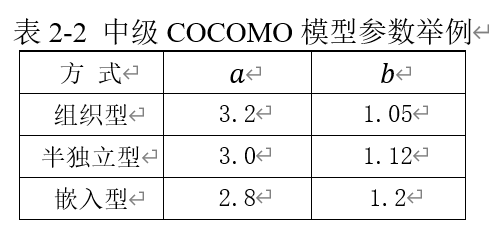 表 2-2 中级 COCOMO 模型参数举例
方 式 a b
组织型 3.2 1.05
半独立型 3.0 1.12
嵌入型 2.8 1.2